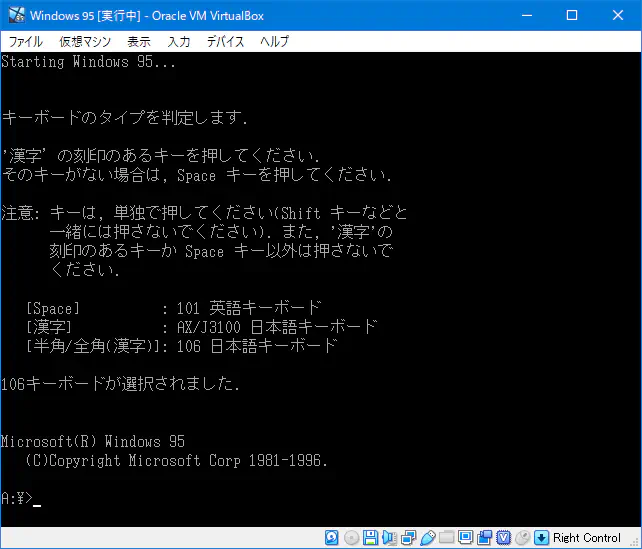 Windows 95 [実行中] - Oracle VM VirtualBox
ファイル 仮想マシン 表示 入力 デバイス ヘルプ
Starting Windows 95...
キーボードのタイプを判定します.
'漢字' の刻印のあるキーを押してください.
そのキーがない場合は, Space キーを押してください.
注意: キーは, 単独で押してください(Shift キーなどと
一緒には押さないでください). また, '漢字'の
刻印のあるキーか Space キー以外は押さないで
ください.
[Space] : 101 英語キーボード
[漢字] : AX/J3100 日本語キーボード
[半角/全角(漢字)]: 106 日本語キーボード
106キーボードが選択されました.
Microsoft(R) Windows 95
(C)Copyright Microsoft Corp 1981-1996.
A:¥>_
Right Control